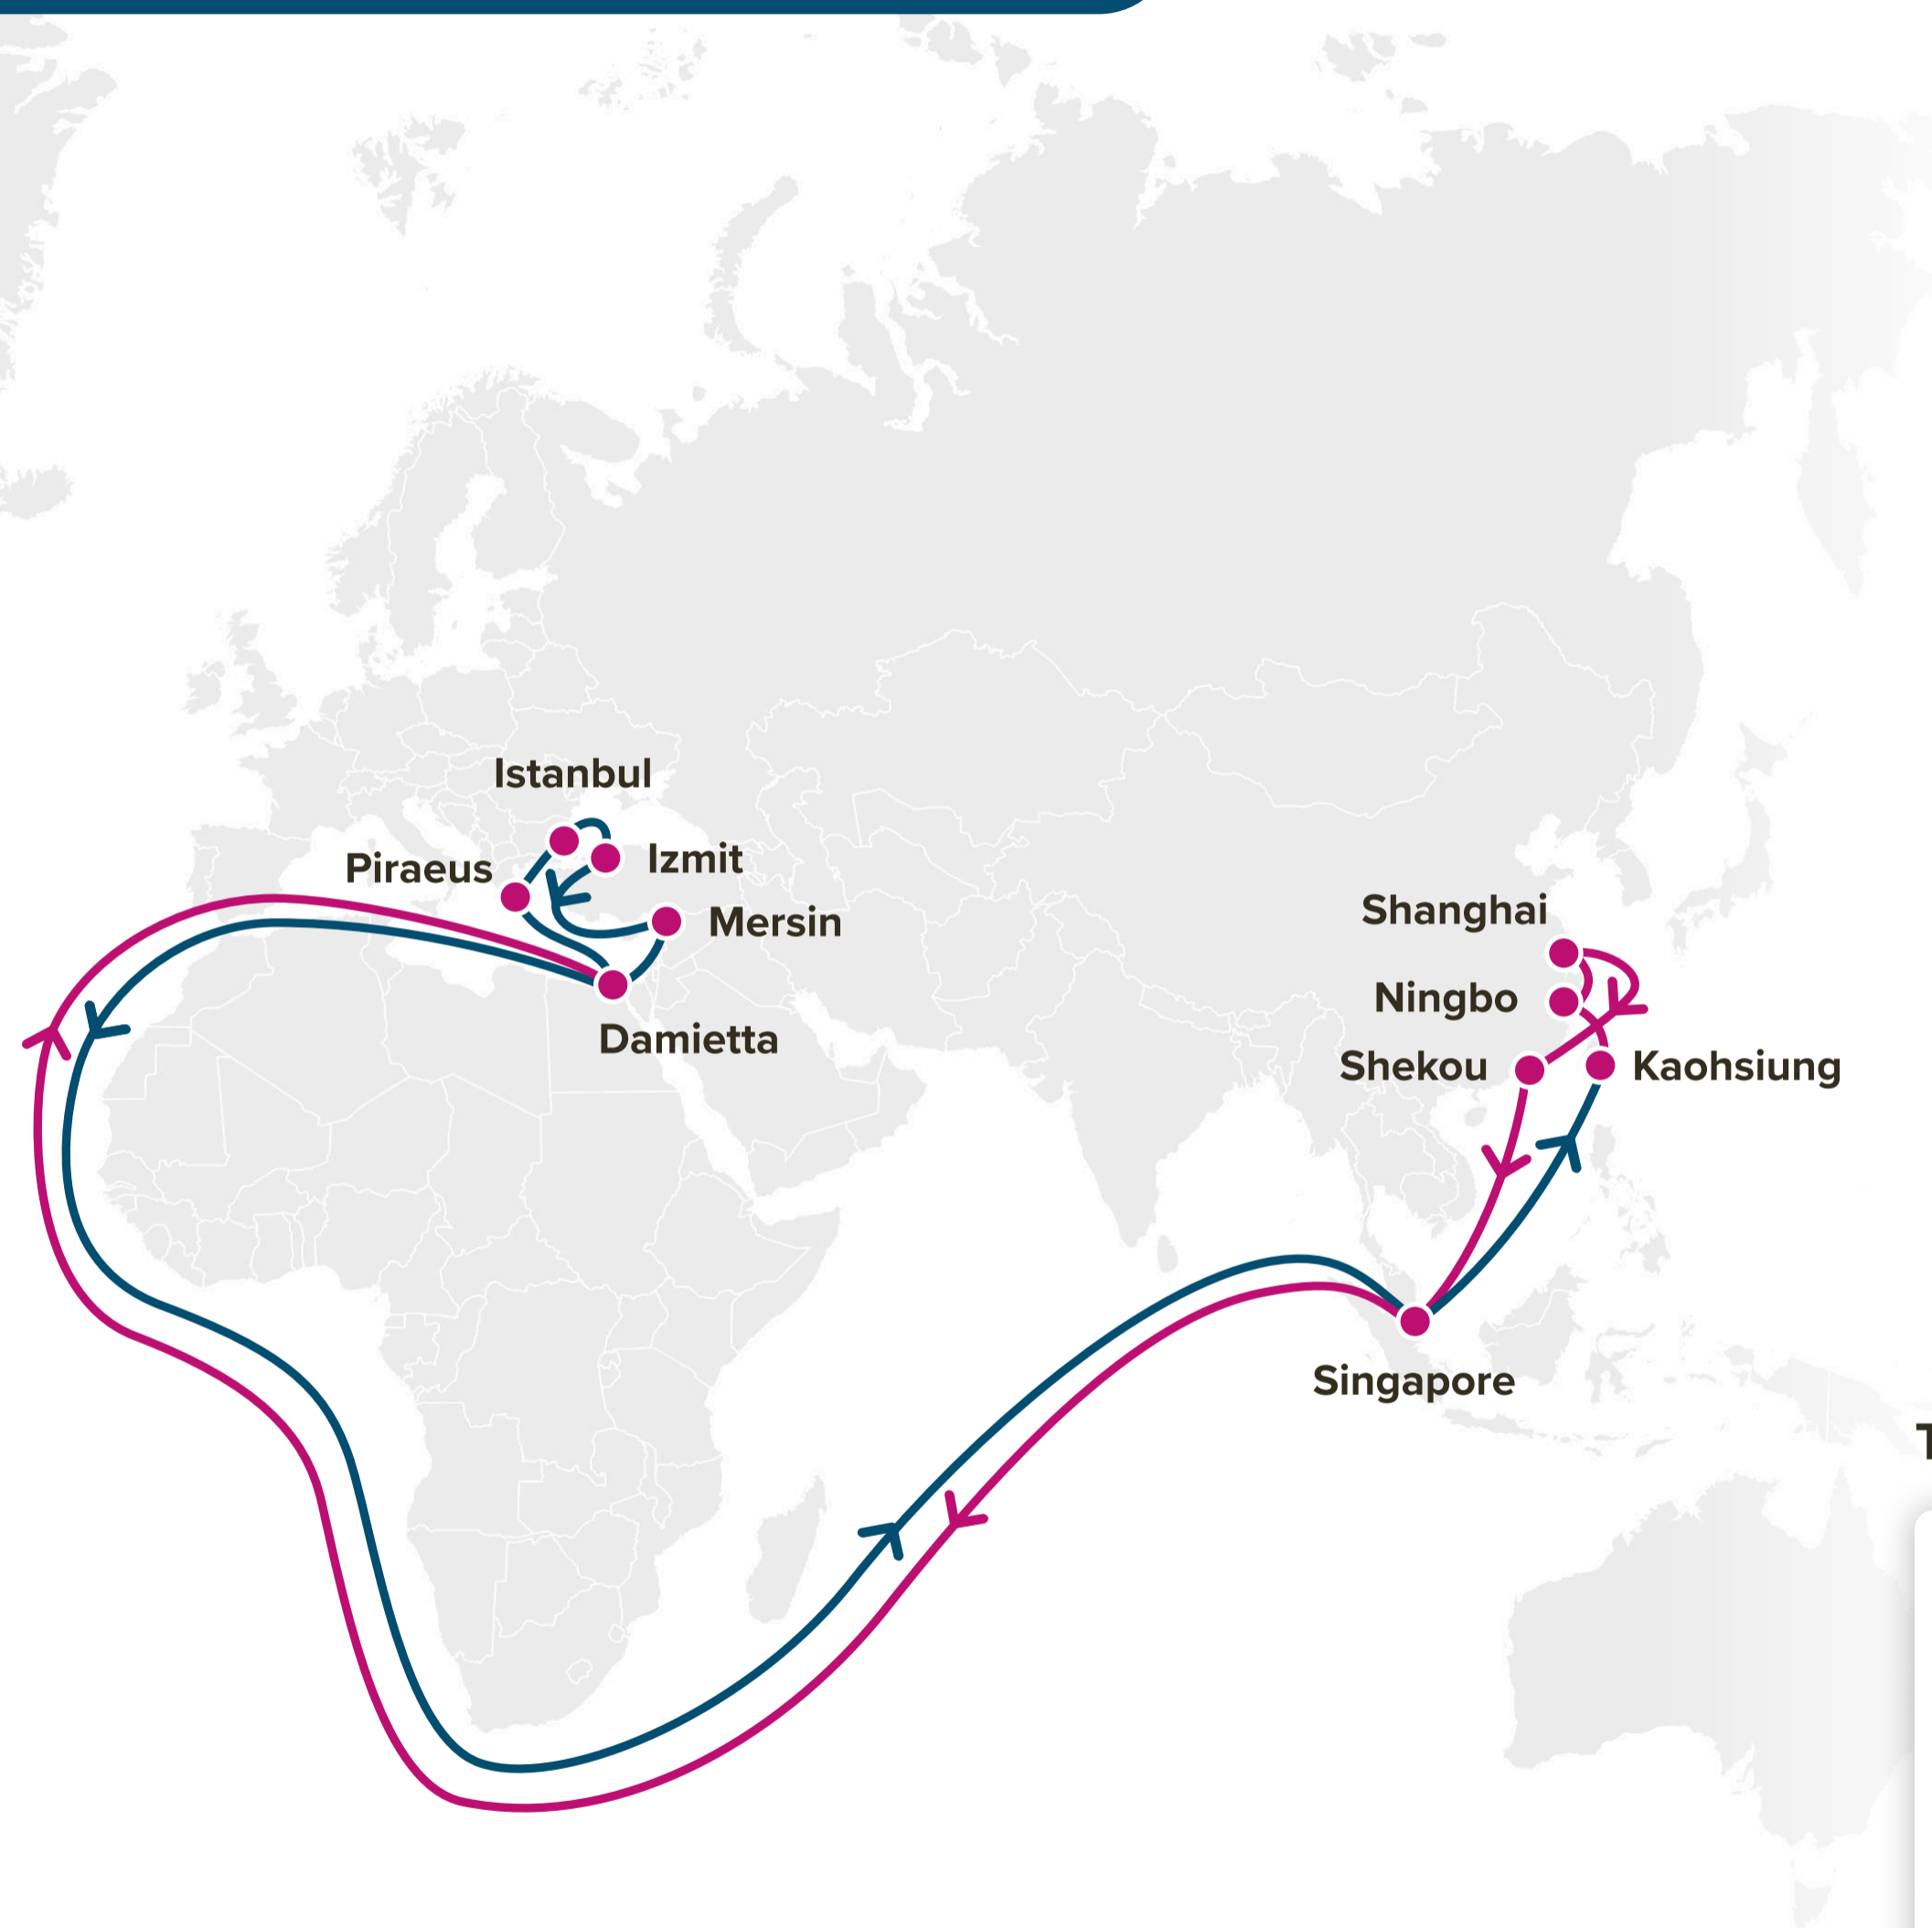 Istanbul
Piraeus
Izmit
Mersin
Damietta
Shanghai
Ningbo
Shekou
Kaohsiung
Singapore